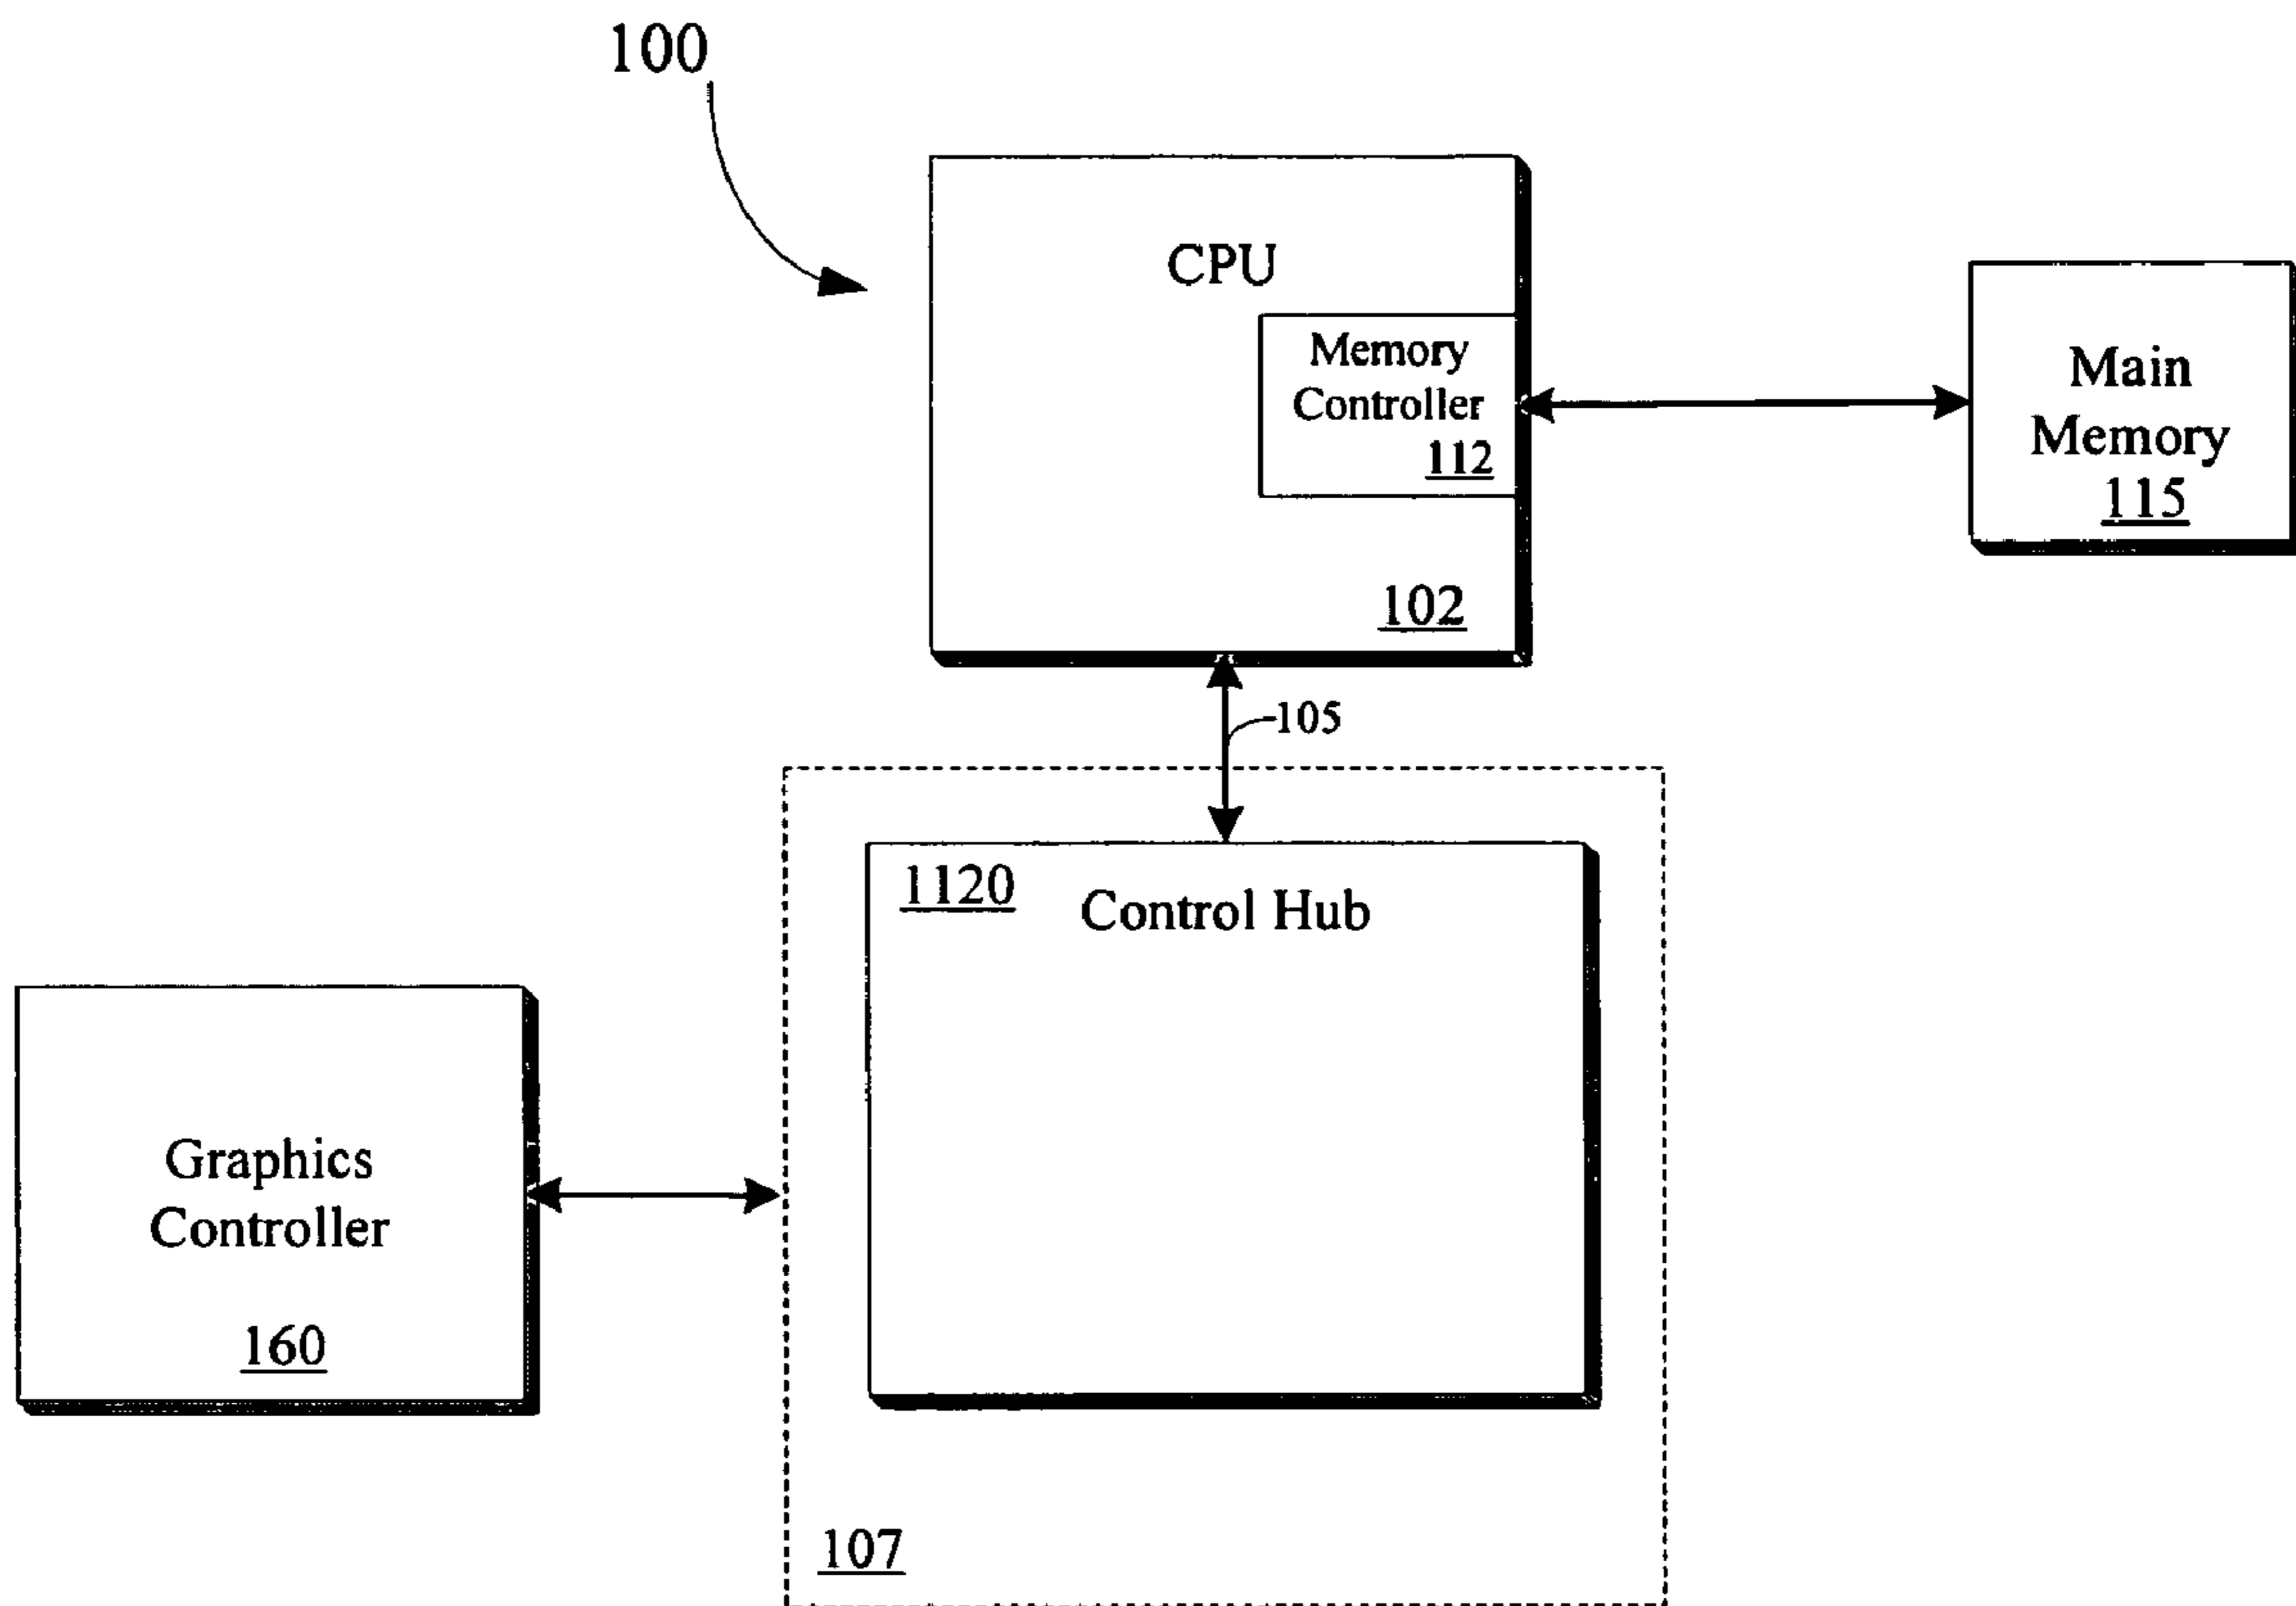 100
CPU
Memory
Controller
112
102
Main
Memory
115
105
1120
Control Hub
Graphics
Controller
160
107